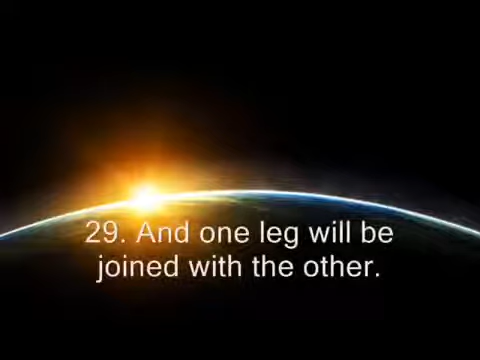 29. And one leg will be
joined with the other.